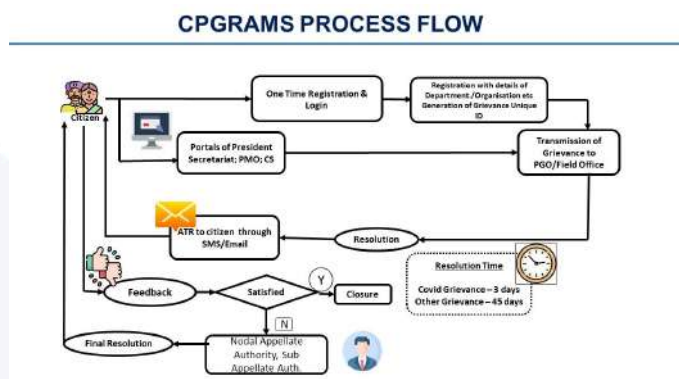 CPGRAMS PROCESS FLOW
Citizen
One Time Registration &
Login
Registration with details of
Department./Organisation etc
Generation of Grievance Unique
ID
Portals of President
Secretariat; PMO; CS
Transmission of
Grievance to
PGO/Field Office
ATR to citizen through
SMS/Email
Resolution
Resolution Time
Covid Grievance – 3 days
Other Grievance – 45 days
Feedback
Satisfied
Y
Closure
N
Final Resolution
Nodal Appellate
Authority, Sub
Appellate Auth.